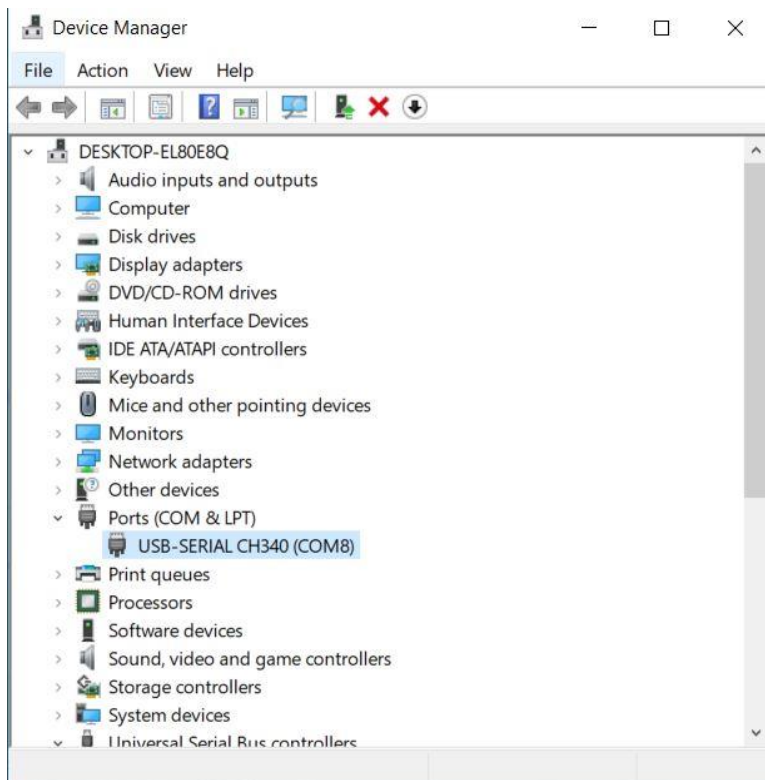 Device Manager
File Action View Help
DESKTOP-EL80E8Q
Audio inputs and outputs
Computer
Disk drives
Display adapters
DVD/CD-ROM drives
Human Interface Devices
IDE ATA/ATAPI controllers
Keyboards
Mice and other pointing devices
Monitors
Network adapters
Other devices
Ports (COM & LPT)
USB-SERIAL CH340 (COM8)
Print queues
Processors
Software devices
Sound, video and game controllers
Storage controllers
System devices
Universal Serial Bus controllers